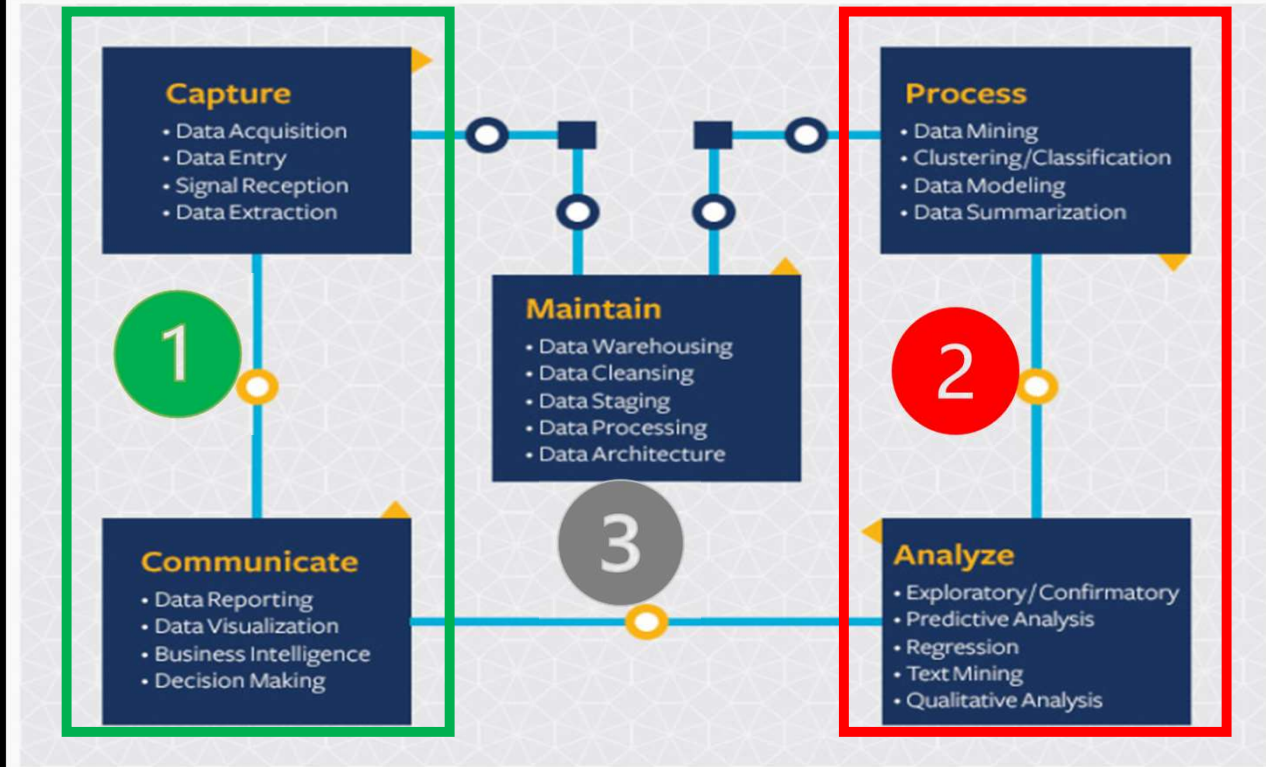 Capture
• Data Acquisition
• Data Entry
• Signal Reception
• Data Extraction
Process
• Data Mining
• Clustering/Classification
• Data Modeling
• Data Summarization
Maintain
• Data Warehousing
• Data Cleansing
• Data Staging
• Data Processing
• Data Architecture
1
2
3
Communicate
• Data Reporting
• Data Visualization
• Business Intelligence
• Decision Making
Analyze
• Exploratory/Confirmatory
• Predictive Analysis
• Regression
• Text Mining
• Qualitative Analysis